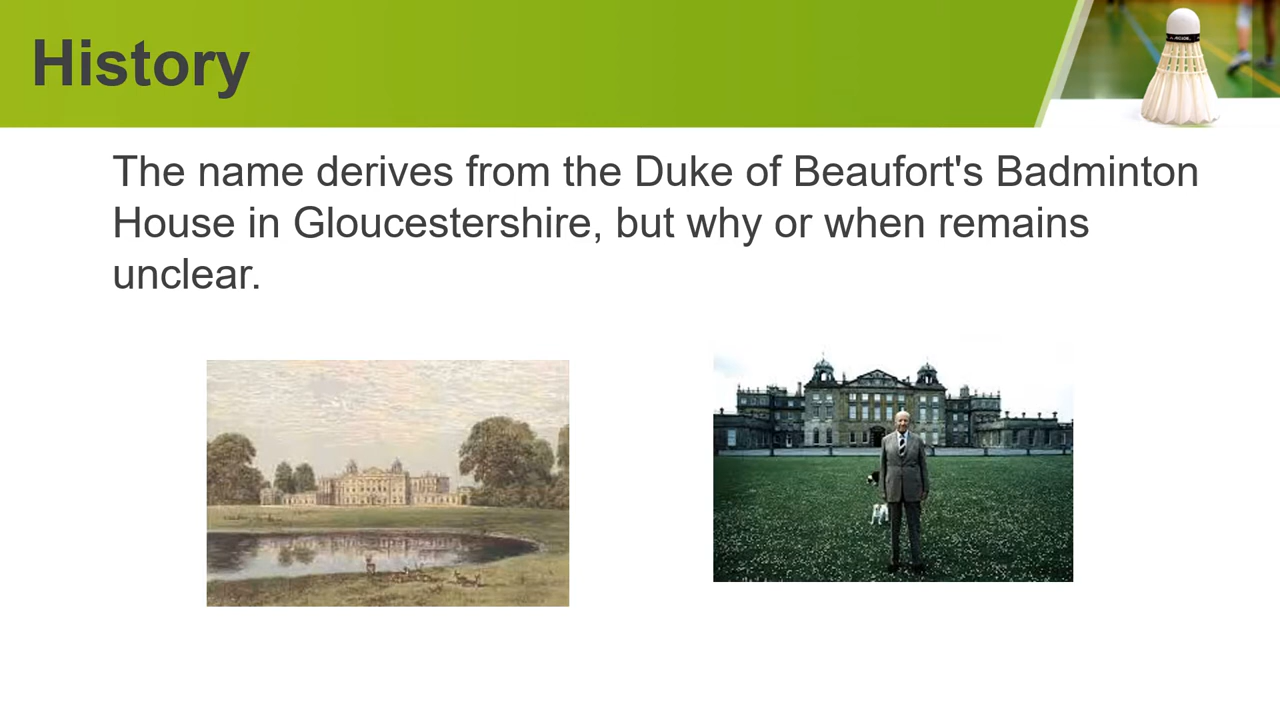 History
The name derives from the Duke of Beaufort's Badminton
House in Gloucestershire, but why or when remains
unclear.